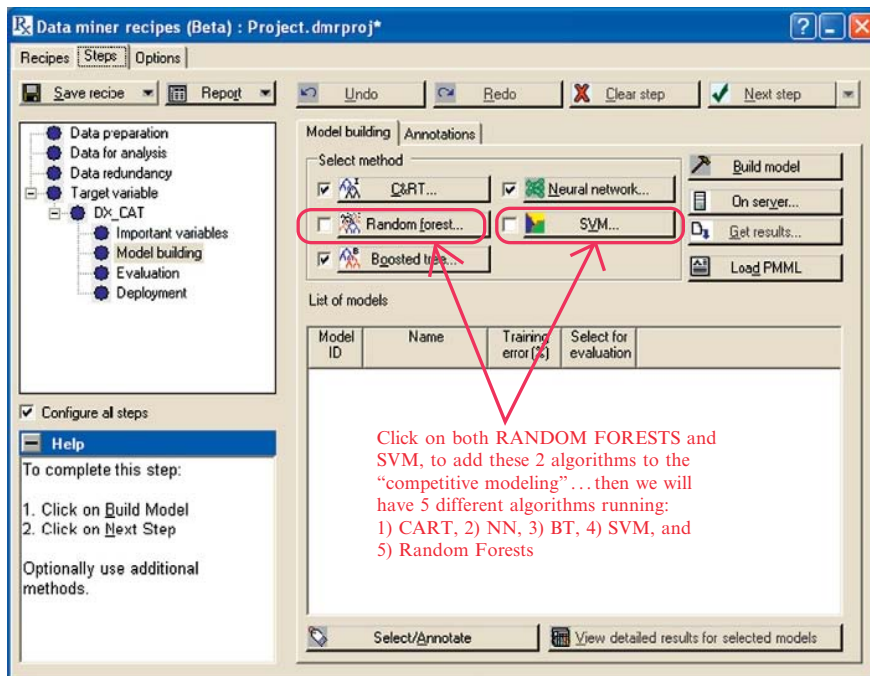 Data miner recipes (Beta) : Project.dmrproj*
Recipes Steps Options
Save recipe Report Undo Redo Clear step Next step
Data preparation
Data for analysis
Data redundancy
Target variable
DX_CAT
Important variables
Model building
Evaluation
Deployment
Configure all steps
Help
To complete this step:
1. Click on Build Model
2. Click on Next Step
Optionally use additional
methods.
Model building Annotations
Select method
C&RT... Neural network...
Random forest... SVM...
Boosted tree...
Build model
On server...
Get results...
Load PMML
List of models
Model ID Name Training error(%) Select for evaluation
Click on both RANDOM FORESTS and
SVM, to add these 2 algorithms to the
“competitive modeling”…then we will
have 5 different algorithms running:
1) CART, 2) NN, 3) BT, 4) SVM, and
5) Random Forests
Select/Annotate View detailed results for selected models